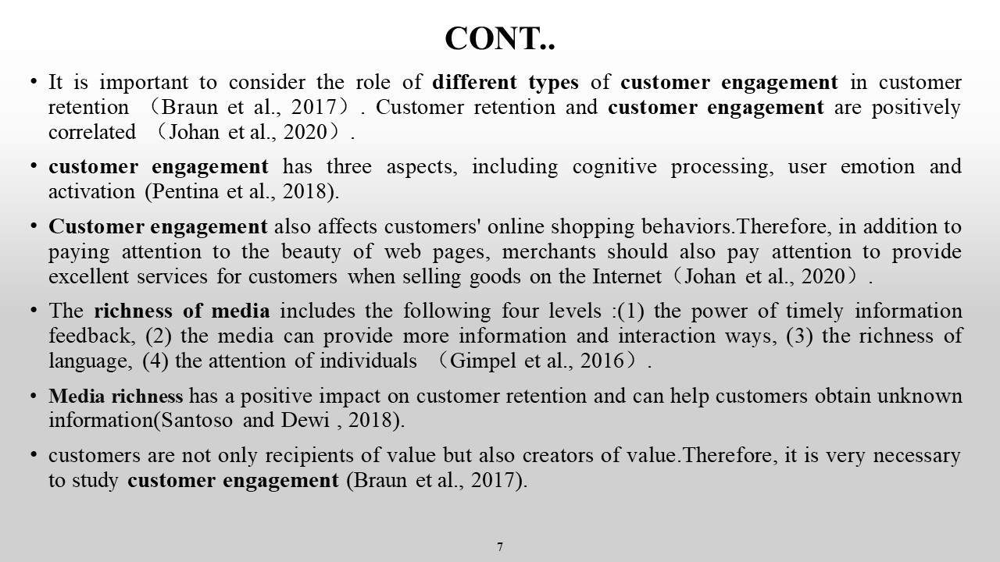 CONT..
• It is important to consider the role of different types of customer engagement in customer
retention （Braun et al., 2017）. Customer retention and customer engagement are positively
correlated （Johan et al., 2020）.
• customer engagement has three aspects, including cognitive processing, user emotion and
activation (Pentina et al., 2018).
• Customer engagement also affects customers' online shopping behaviors.Therefore, in addition to
paying attention to the beauty of web pages, merchants should also pay attention to provide
excellent services for customers when selling goods on the Internet（Johan et al., 2020）.
• The richness of media includes the following four levels :(1) the power of timely information
feedback, (2) the media can provide more information and interaction ways, (3) the richness of
language, (4) the attention of individuals （Gimpel et al., 2016）.
• Media richness has a positive impact on customer retention and can help customers obtain unknown
information(Santoso and Dewi , 2018).
• customers are not only recipients of value but also creators of value.Therefore, it is very necessary
to study customer engagement (Braun et al., 2017).
7